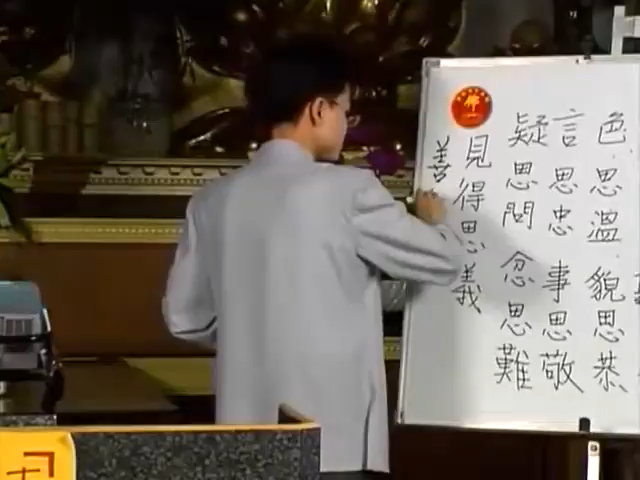 色思溫貌思恭
言思忠事思敬
疑思問忿思難
見得思義
善